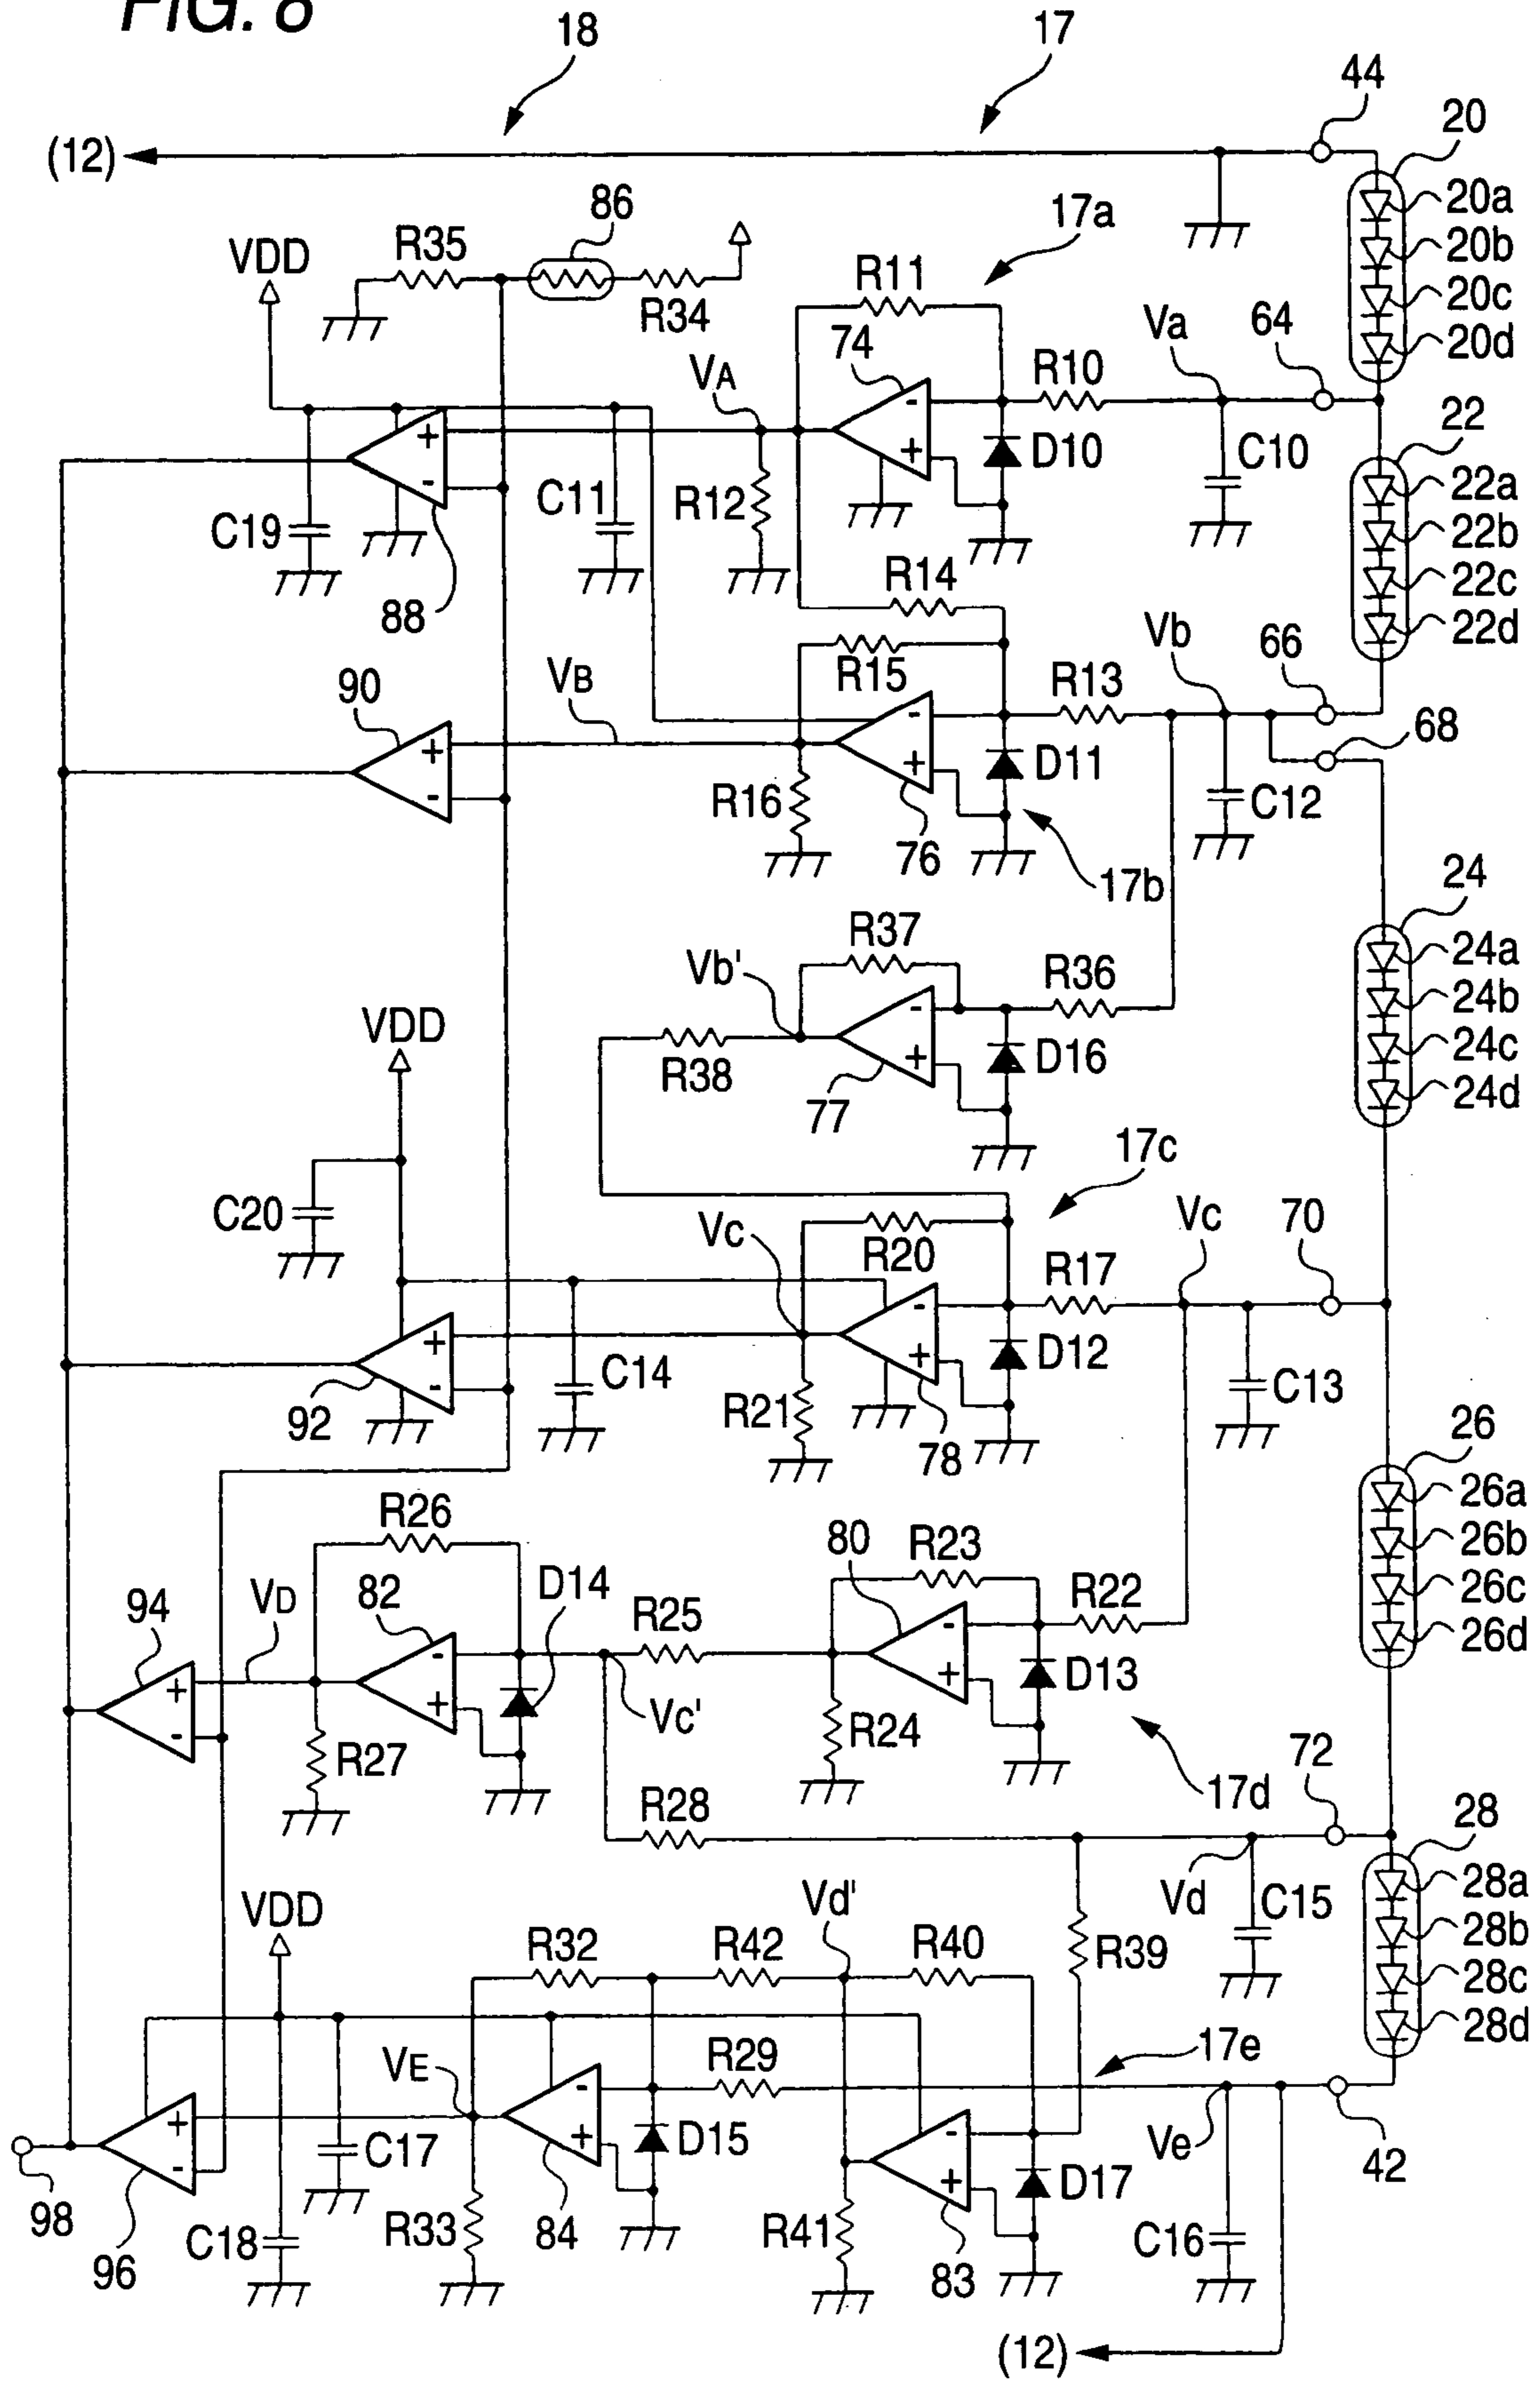 FIG. 8
18
17
44
(12)
20
20a
20b
20c
20d
86
17a
VDD
R35
R34
R11
74
VA
R10
Va
64
+
-
-
+
D10
C10
22
22a
22b
22c
22d
C19
C11
R12
88
R14
R15
VB
90
R13
Vb
66
68
+
-
-
+
D11
C12
R16
76
17b
24
24a
24b
24c
24d
R37
Vb'
R36
VDD
-
+
R38
D16
77
17c
C20
Vc
R20
R17
Vc
70
+
-
-
+
D12
C13
C14
R21
92
78
26
26a
26b
26c
26d
R26
80
R23
94
VD
82
D14
R25
R22
-
+
-
+
+
-
D13
Vc'
R24
R27
72
17d
R28
28
28a
28b
28c
28d
Vd'
Vd
C15
VDD
R32
R42
R40
R39
VE
R29
17e
-
+
+
-
-
+
D15
C17
D17
Ve
42
98
96
C18
R33
84
R41
83
C16
(12)